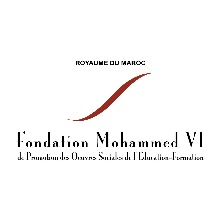 ROYAUME DU MAROC
Fondation Mohammed VI
de Promotion des Oeuvres Sociales de l'Education-Formation